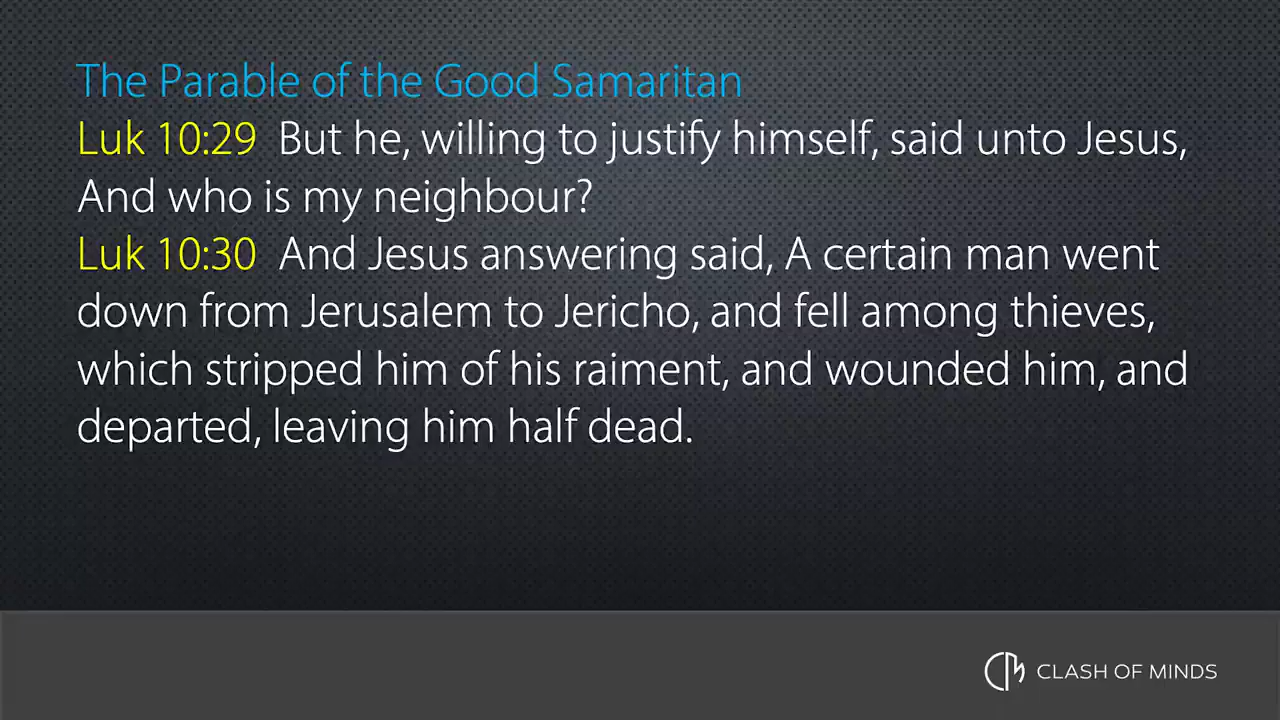 The Parable of the Good Samaritan
Luk 10:29  But he, willing to justify himself, said unto Jesus,
And who is my neighbour?
Luk 10:30  And Jesus answering said, A certain man went
down from Jerusalem to Jericho, and fell among thieves,
which stripped him of his raiment, and wounded him, and
departed, leaving him half dead.
CLASH OF MINDS